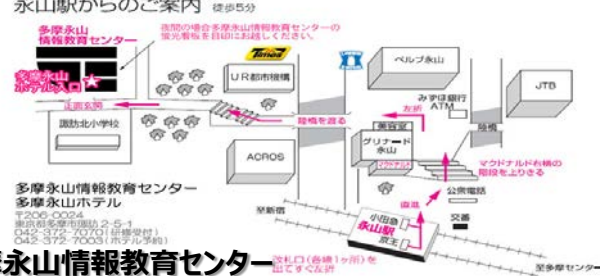 永山駅からのご案内 徒歩5分
多摩永山
情報教育センター
夜間の場合多摩永山情報教育センターの
蛍光看板を目印にお越しください。
多摩永山
ホテル入口
正面玄関
諏訪北小学校
Times
UR都市機構
ACROS
陸橋を渡る
ベルブ永山
みずほ銀行
ATM
左折
美容室
グリナード
永山
マクドナルド
陸橋
JTB
マクドナルド右横の
階段を上りきる
公衆電話
直進
交番
小田急
永山駅
京王
至新宿
至多摩センター
多摩永山情報教育センター
多摩永山ホテル
〒206-0024
東京都多摩市諏訪2-5-1
042-372-7070(研修受付)
042-372-7003(ホテル予約)
永山情報教育センター
改札口(各線1ヶ所)を
出てすぐ左折